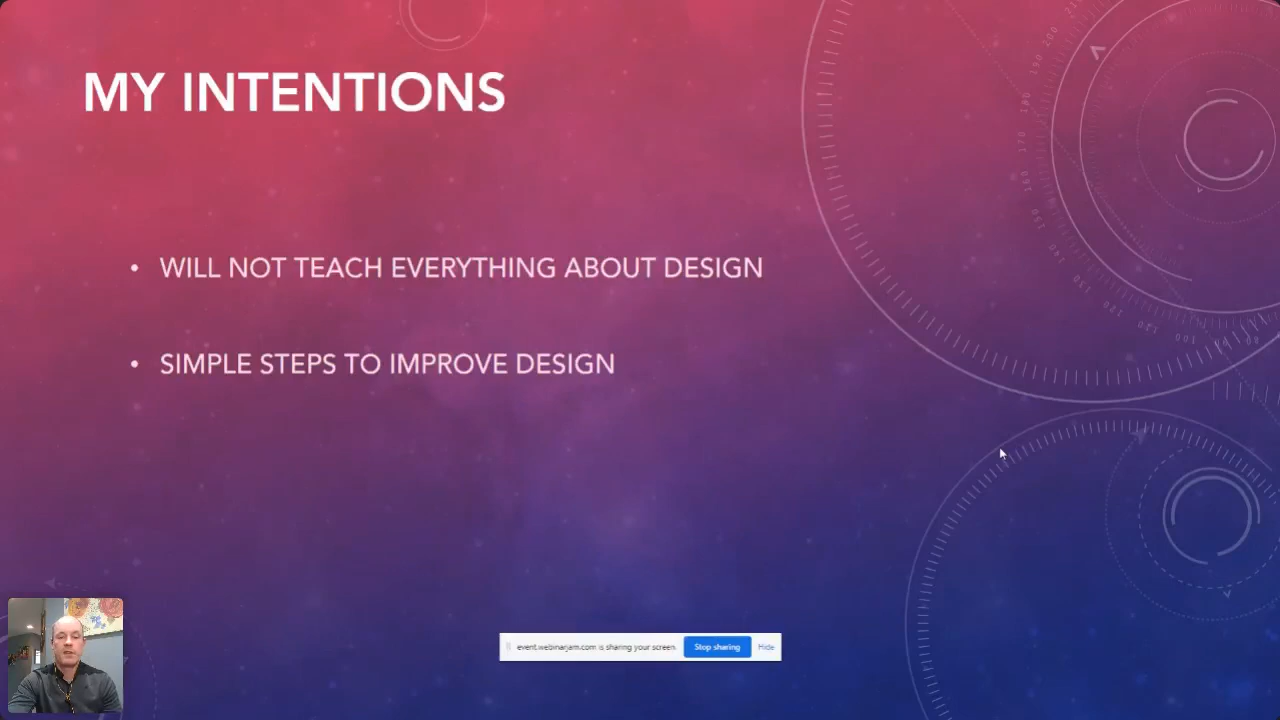 MY INTENTIONS
• WILL NOT TEACH EVERYTHING ABOUT DESIGN
• SIMPLE STEPS TO IMPROVE DESIGN
event.webinarjam.com is sharing your screen. Stop sharing Hide